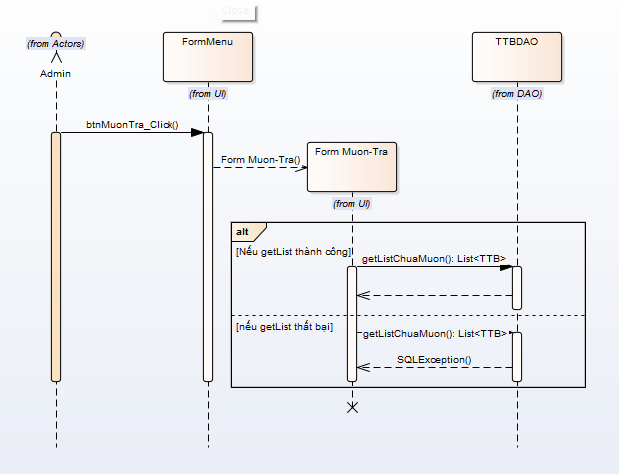 Close
(from Actors)
Admin
FormMenu
(from UI)
TTBDAO
(from DAO)
btnMuonTra_Click()
Form Muon-Tra()
Form Muon-Tra
(from UI)
alt
[Nếu getList thành công]
getListChuaMuon(): List<TTB>
[nếu getList thất bại]
getListChuaMuon(): List<TTB>
SQLException()